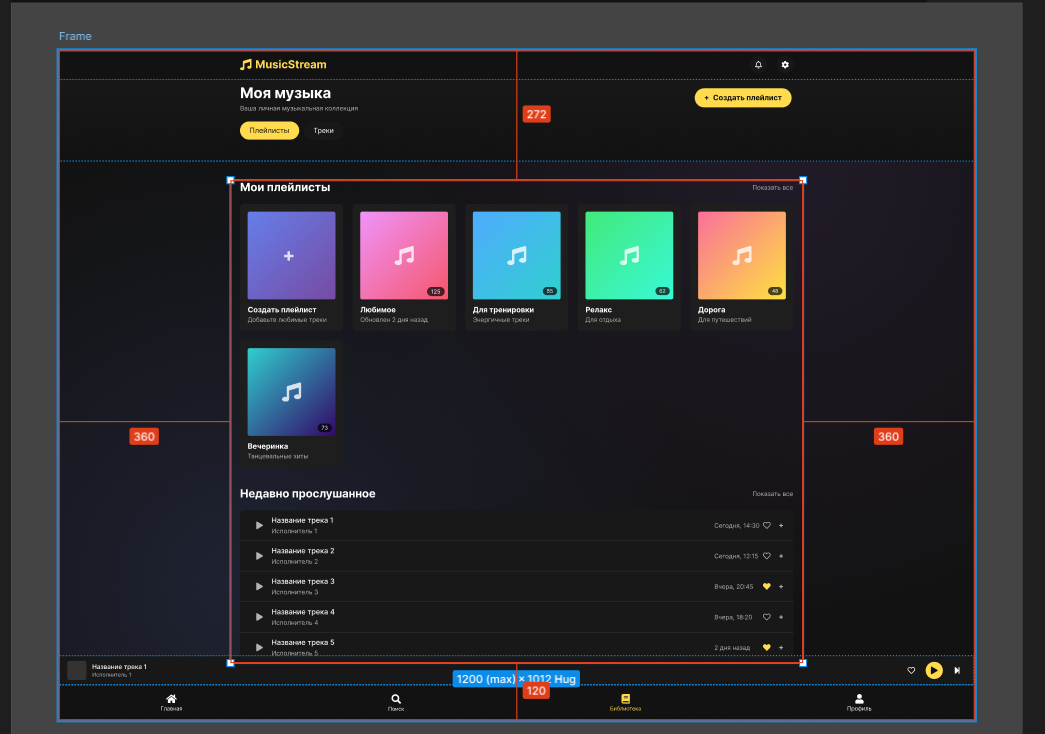 Frame
MusicStream
Моя музыка
Ваша личная музыкальная коллекция
+ Создать плейлист
272
Плейлисты
Треки
Мои плейлисты
Показать все
+
125
85
62
48
Создать плейлист
Добавьте любимые треки
Любимое
Обновлен 2 дня назад
Для тренировки
Энергичные треки
Релакс
Для отдыха
Дорога
Для путешествий
73
360
360
Вечеринка
Танцевальные хиты
Недавно прослушанное
Показать все
Название трека 1
Исполнитель 1
Сегодня, 14:30
+
Название трека 2
Исполнитель 2
Сегодня, 12:15
+
Название трека 3
Исполнитель 3
Вчера, 20:45
+
Название трека 4
Исполнитель 4
Вчера, 18:20
+
Название трека 5
Исполнитель 5
2 дня назад
+
Название трека 1
Исполнитель 1
1200 (max) × 1012 Hug
120
Главная
Поиск
Библиотека
Профиль